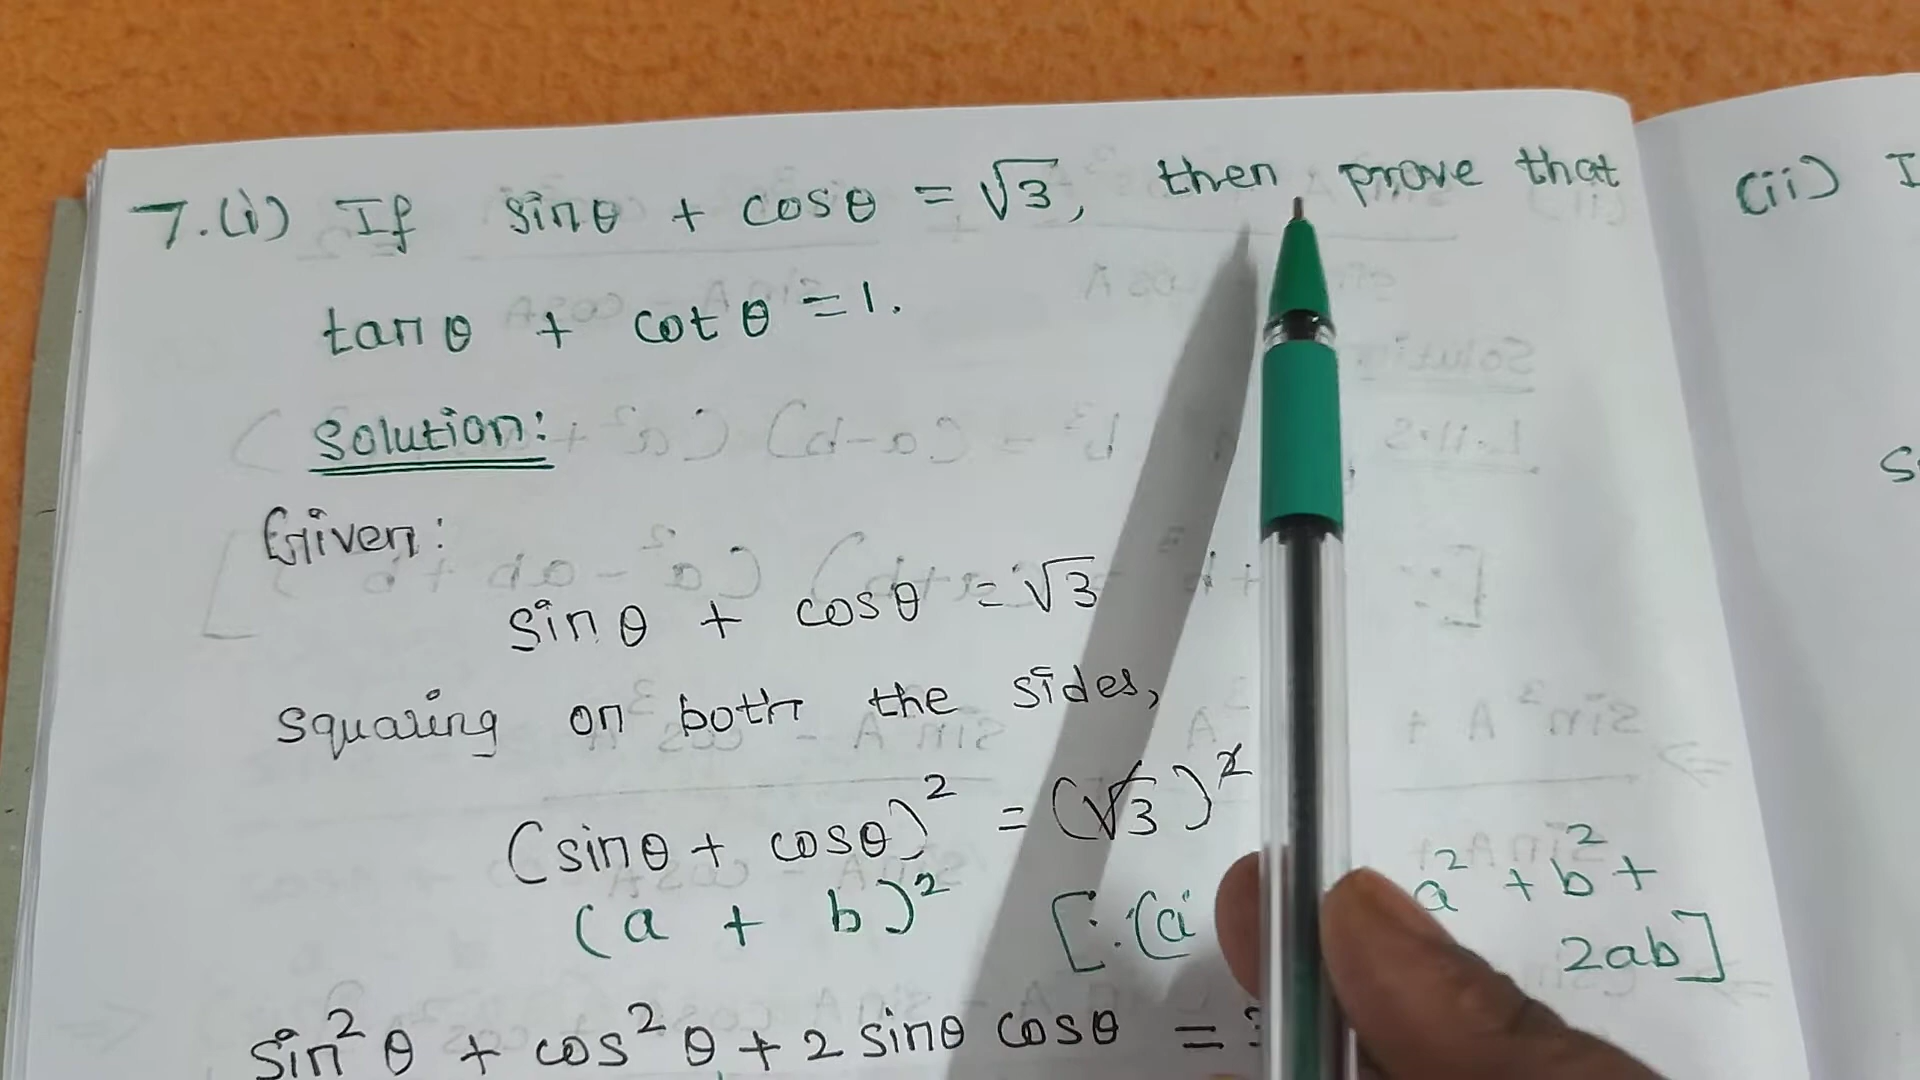 7.(i) If sinθ + cosθ = √3, then prove that
tanθ + cotθ = 1.
Solution:
Given:
sinθ + cosθ = √3
squaring on both the sides,
(sinθ + cosθ)² = (√3)²
(a + b)² [∵(a a² + b² +
2ab]
sin²θ + cos²θ + 2 sinθ cosθ =
(ii) I